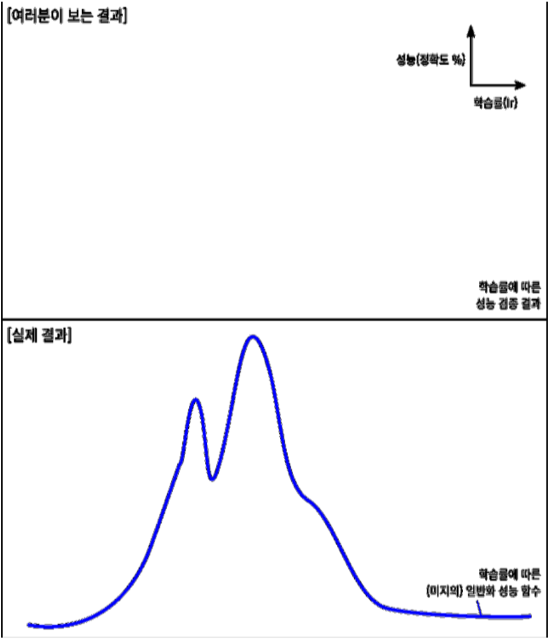 [여러분이 보는 결과]
성능(정확도 %)
학습률(lr)
학습률에 따른
성능 검증 결과
[실제 결과]
학습률에 따른
(미지의) 일반화 성능 함수